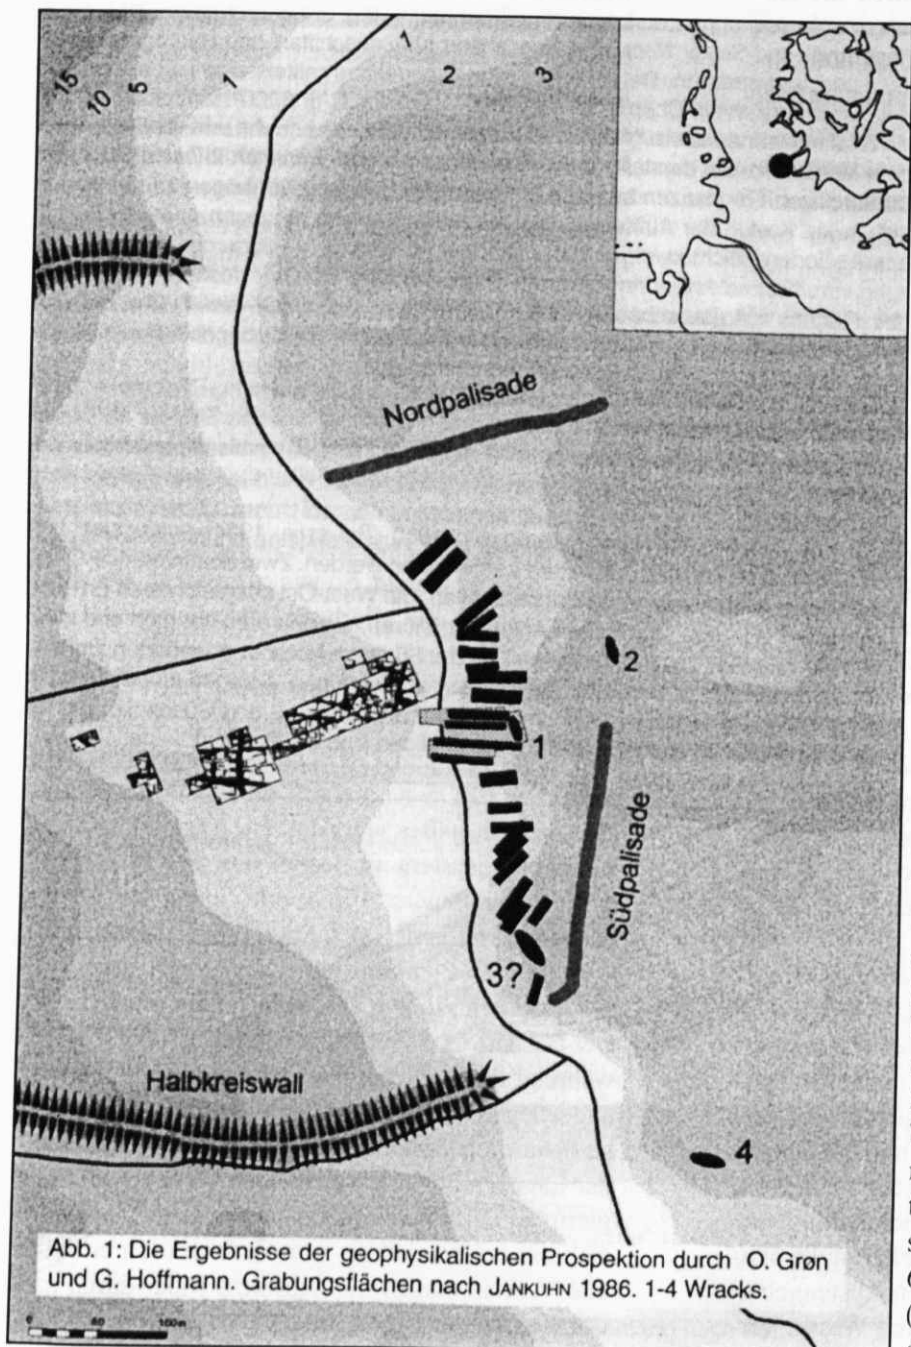 15 10 5 1 1 2 3
Nordpalisade
2
1
Südpalisade
3?
Halbkreiswall
4
Abb. 1: Die Ergebnisse der geophysikalischen Prospektion durch O. Grøn
und G. Hoffmann. Grabungsflächen nach JANKUHN 1986. 1-4 Wracks.
0 100m